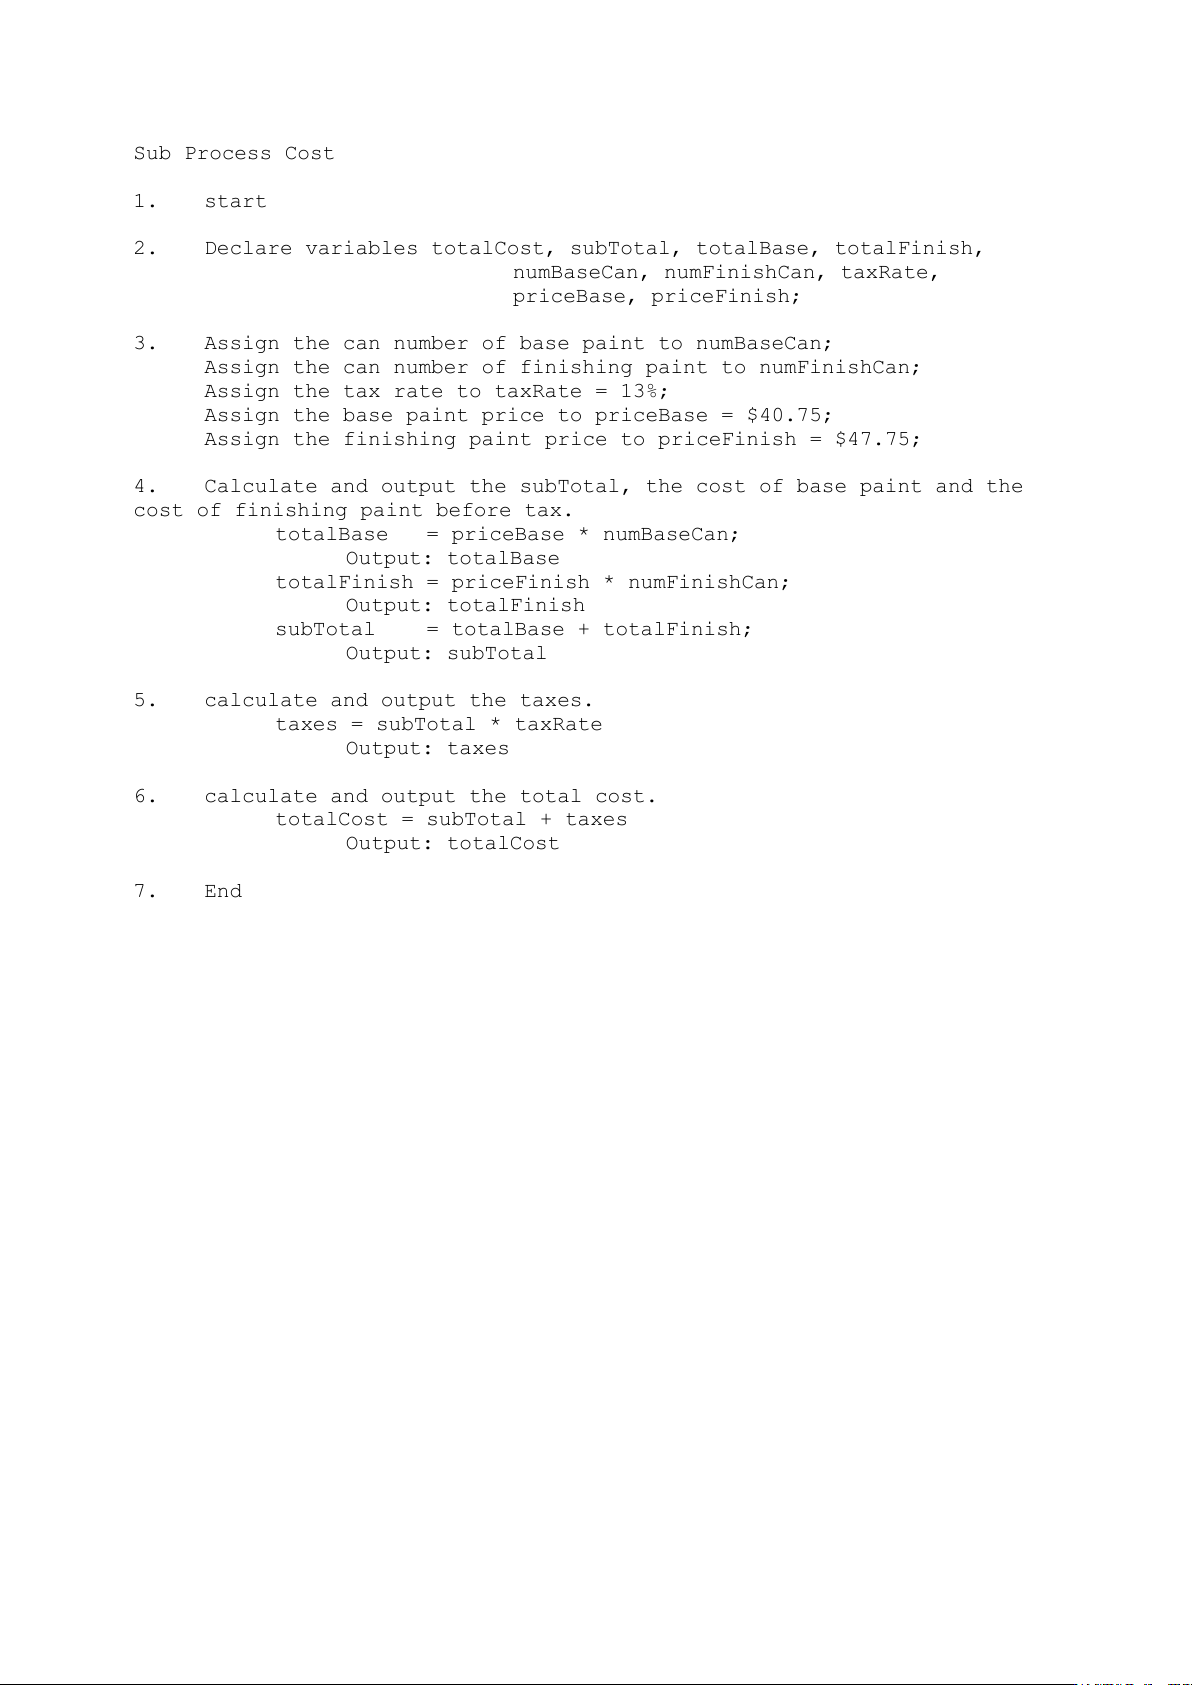 Sub Process Cost
1. start
2. Declare variables totalCost, subTotal, totalBase, totalFinish,
numBaseCan, numFinishCan, taxRate,
priceBase, priceFinish;
3. Assign the can number of base paint to numBaseCan;
Assign the can number of finishing paint to numFinishCan;
Assign the tax rate to taxRate = 13%;
Assign the base paint price to priceBase = $40.75;
Assign the finishing paint price to priceFinish = $47.75;
4. Calculate and output the subTotal, the cost of base paint and the
cost of finishing paint before tax.
totalBase = priceBase * numBaseCan;
Output: totalBase
totalFinish = priceFinish * numFinishCan;
Output: totalFinish
subTotal = totalBase + totalFinish;
Output: subTotal
5. calculate and output the taxes.
taxes = subTotal * taxRate
Output: taxes
6. calculate and output the total cost.
totalCost = subTotal + taxes
Output: totalCost
7. End